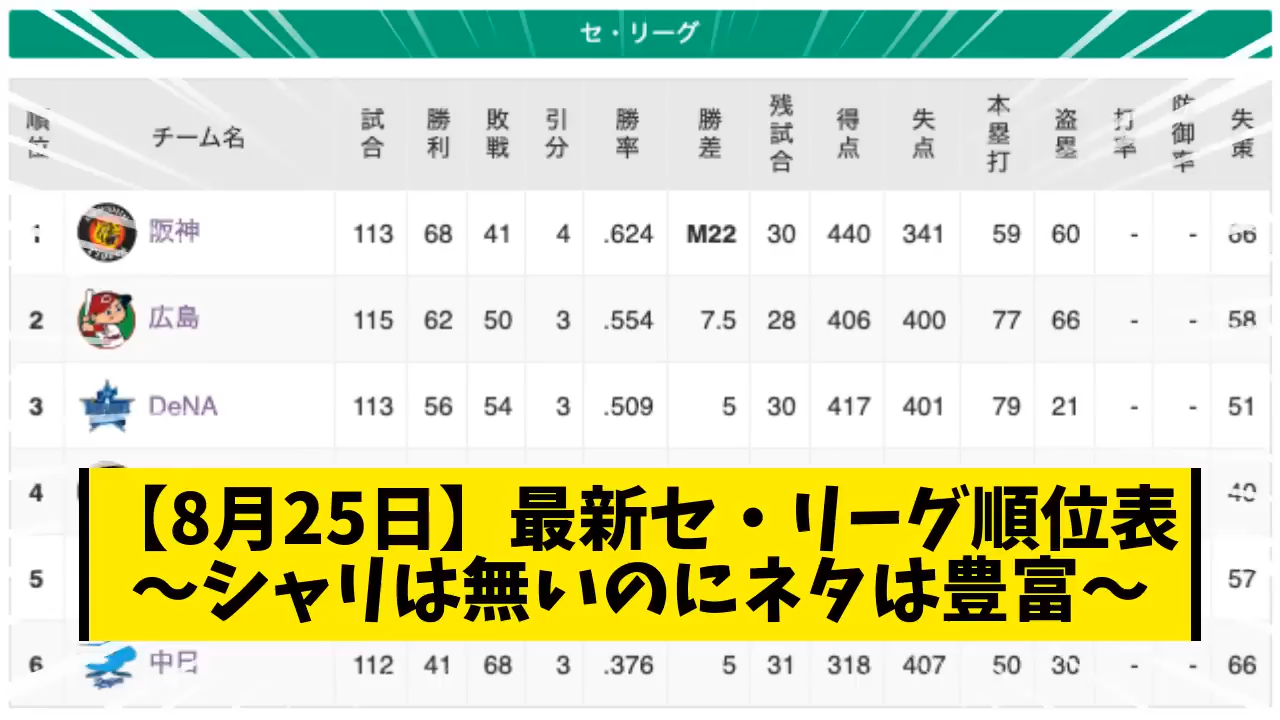 セ・リーグ
順位 チーム名 試合 勝利 敗戦 引分 勝率 勝差 残試合 得点 失点 本塁打 盗塁 打率 防御率 失策
1 阪神 113 68 41 4 .624 M22 30 440 341 59 60 - - 66
2 広島 115 62 50 3 .554 7.5 28 406 400 77 66 - - 58
3 DeNA 113 56 54 3 .509 5 30 417 401 79 21 - - 51
4
【8月25日】最新セ・リーグ順位表
5 57
〜シャリは無いのにネタは豊富〜
6 中日 112 41 68 3 .376 5 31 318 407 50 30 - - 66